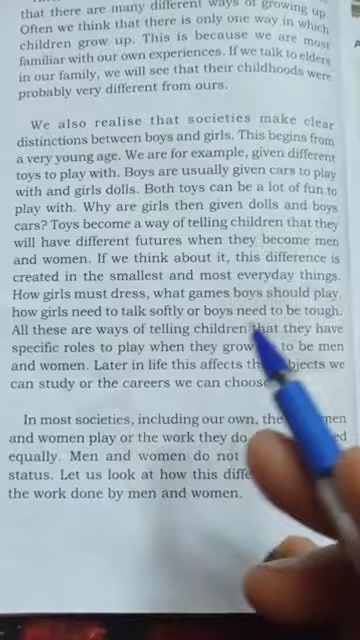 that there are many different ways of growing up.
Often we think that there is only one way in which
children grow up. This is because we are most
familiar with our own experiences. If we talk to elders
in our family, we will see that their childhoods were
probably very different from ours.
We also realise that societies make clear
distinctions between boys and girls. This begins from
a very young age. We are for example, given different
toys to play with. Boys are usually given cars to play
with and girls dolls. Both toys can be a lot of fun to
play with. Why are girls then given dolls and boys
cars? Toys become a way of telling children that they
will have different futures when they become men
and women. If we think about it, this difference is
created in the smallest and most everyday things.
How girls must dress, what games boys should play,
how girls need to talk softly or boys need to be tough.
All these are ways of telling children that they have
specific roles to play when they grow to be men
and women. Later in life this affects the subjects we
can study or the careers we can choose
In most societies, including our own, the men
and women play or the work they do
equally. Men and women do not
status. Let us look at how this
the work done by men and women.